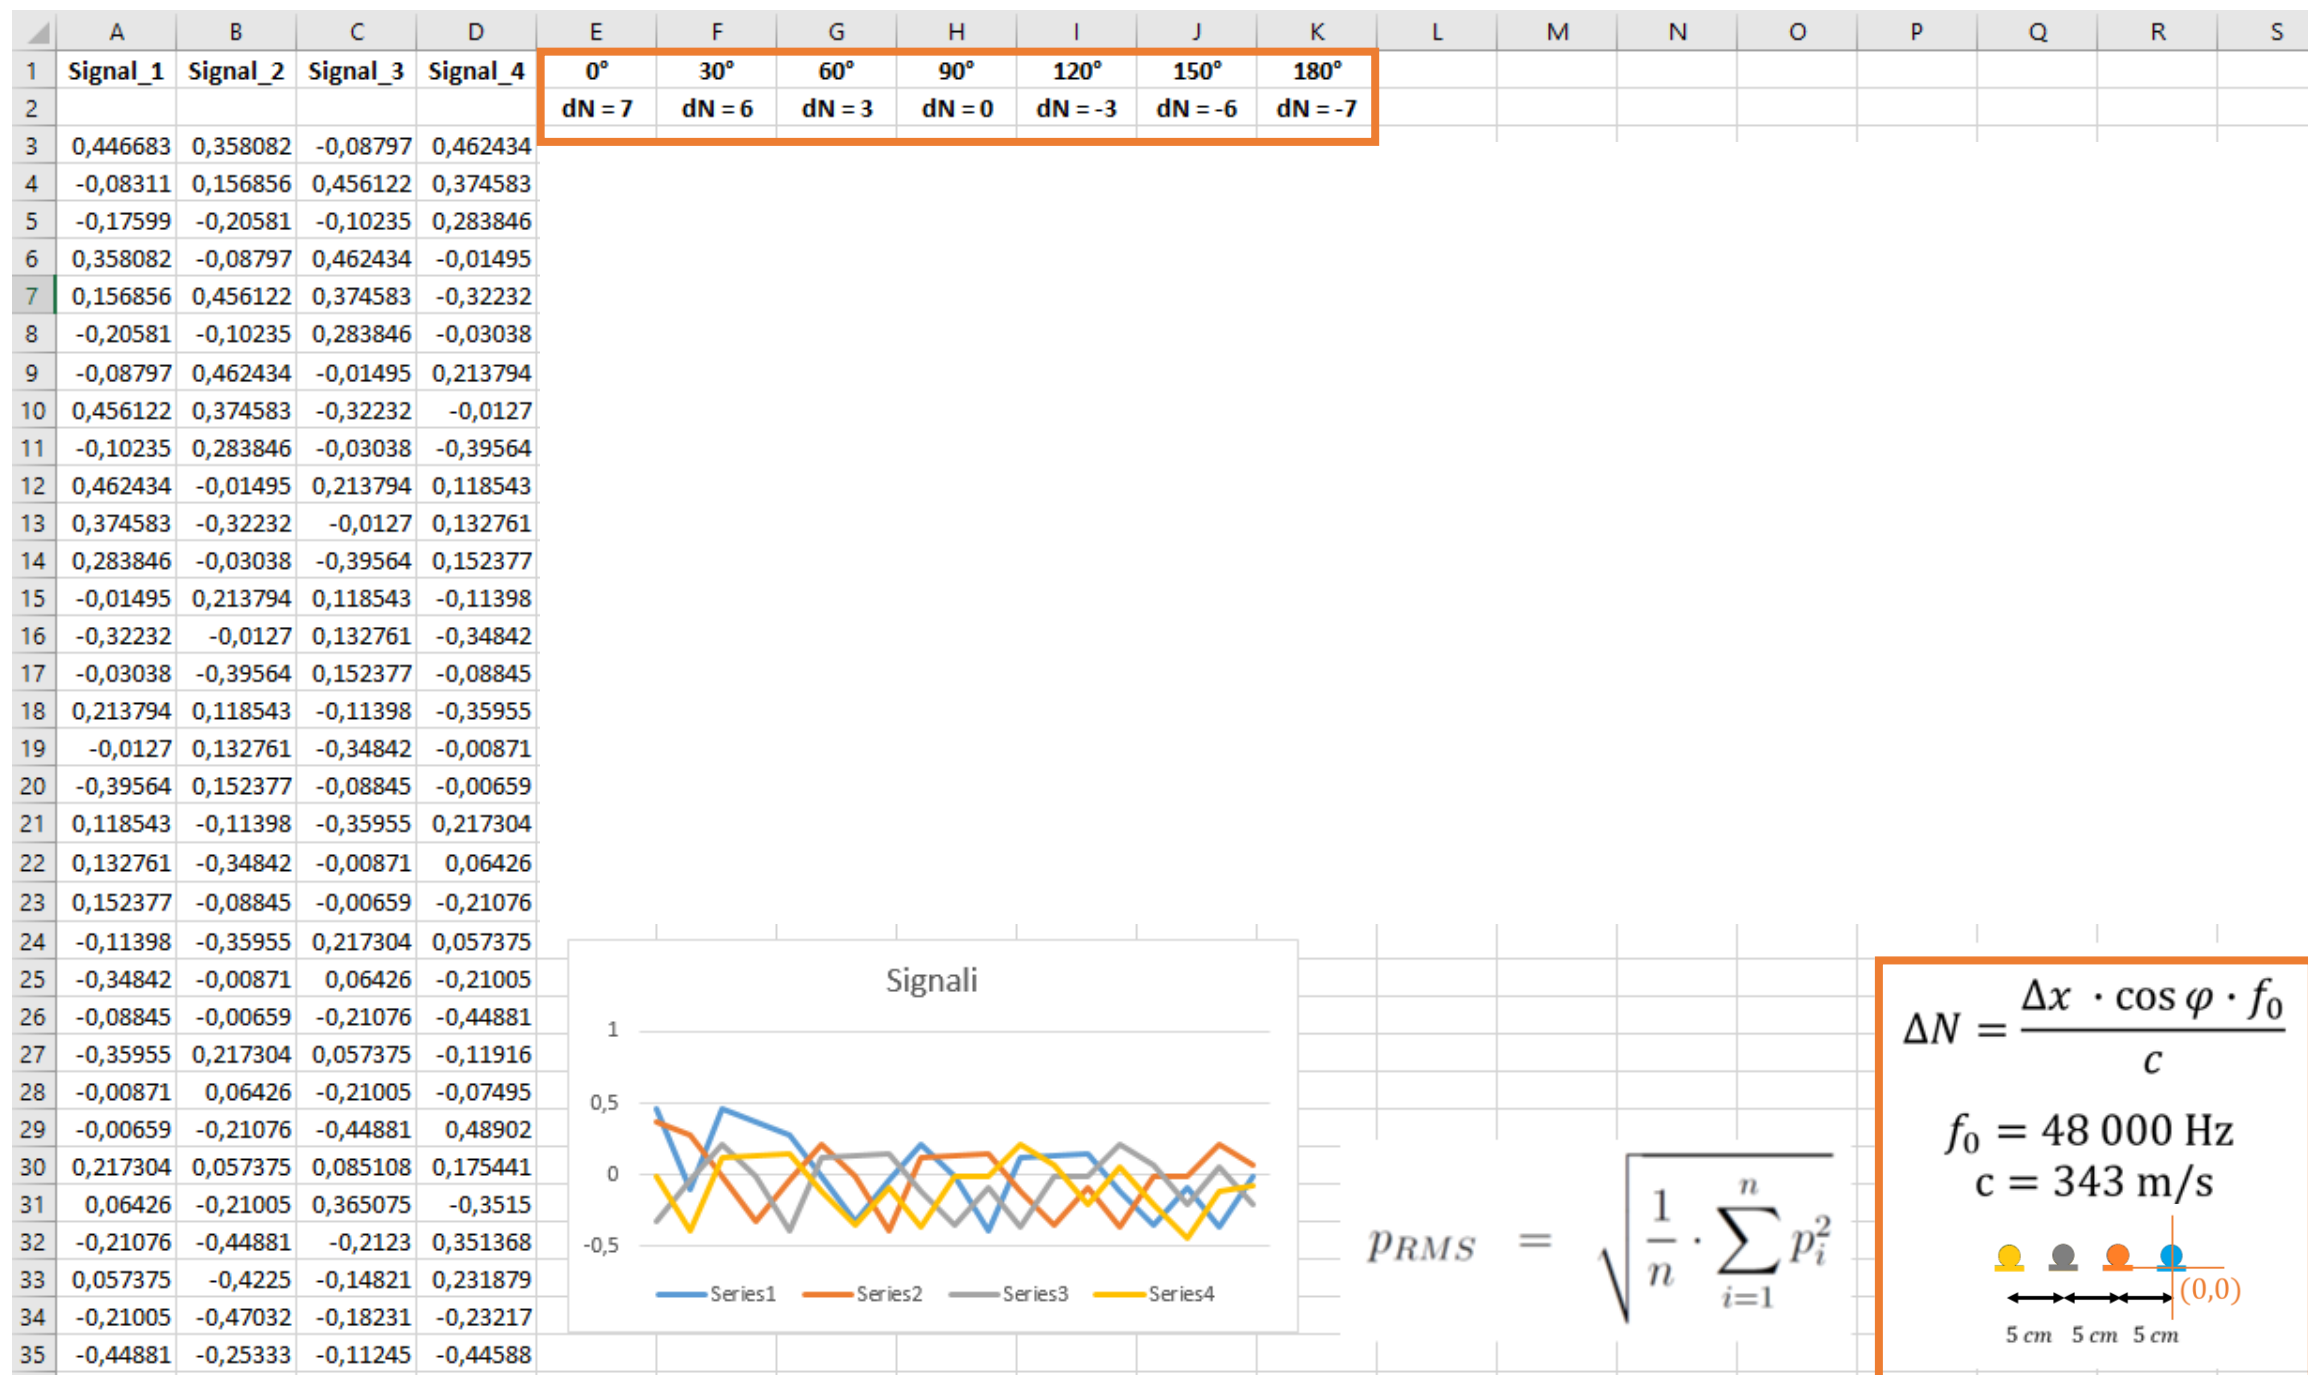 A B C D E F G H I J K L M N O P Q R S
1 Signal_1 Signal_2 Signal_3 Signal_4 0° 30° 60° 90° 120° 150° 180°
2 dN = 7 dN = 6 dN = 3 dN = 0 dN = -3 dN = -6 dN = -7
3 0,446683 0,358082 -0,08797 0,462434
4 -0,08311 0,156856 0,456122 0,374583
5 -0,17599 -0,20581 -0,10235 0,283846
6 0,358082 -0,08797 0,462434 -0,01495
7 0,156856 0,456122 0,374583 -0,32232
8 -0,20581 -0,10235 0,283846 -0,03038
9 -0,08797 0,462434 -0,01495 0,213794
10 0,456122 0,374583 -0,32232 -0,0127
11 -0,10235 0,283846 -0,03038 -0,39564
12 0,462434 -0,01495 0,213794 0,118543
13 0,374583 -0,32232 -0,0127 0,132761
14 0,283846 -0,03038 -0,39564 0,152377
15 -0,01495 0,213794 0,118543 -0,11398
16 -0,32232 -0,0127 0,132761 -0,34842
17 -0,03038 -0,39564 0,152377 -0,08845
18 0,213794 0,118543 -0,11398 -0,35955
19 -0,0127 0,132761 -0,34842 -0,00871
20 -0,39564 0,152377 -0,08845 -0,00659
21 0,118543 -0,11398 -0,35955 0,217304
22 0,132761 -0,34842 -0,00871 0,06426
23 0,152377 -0,08845 -0,00659 -0,21076
24 -0,11398 -0,35955 0,217304 0,057375
25 -0,34842 -0,00871 0,06426 -0,21005
26 -0,08845 -0,00659 -0,21076 -0,44881
27 -0,35955 0,217304 0,057375 -0,11916
28 -0,00871 0,06426 -0,21005 -0,07495
29 -0,00659 -0,21076 -0,44881 0,48902
30 0,217304 0,057375 0,085108 0,175441
31 0,06426 -0,21005 0,365075 -0,3515
32 -0,21076 -0,44881 -0,2123 0,351368
33 0,057375 -0,4225 -0,14821 0,231879
34 -0,21005 -0,47032 -0,18231 -0,23217
35 -0,44881 -0,25333 -0,11245 -0,44588
Signali
1
0,5
0
-0,5
Series1 Series2 Series3 Series4
p_RMS = √(1/n · ∑_{i=1}^{n} p_i^2)
ΔN = (Δx · cos φ · f₀)/c
f₀ = 48 000 Hz
c = 343 m/s
(0,0)
5 cm 5 cm 5 cm